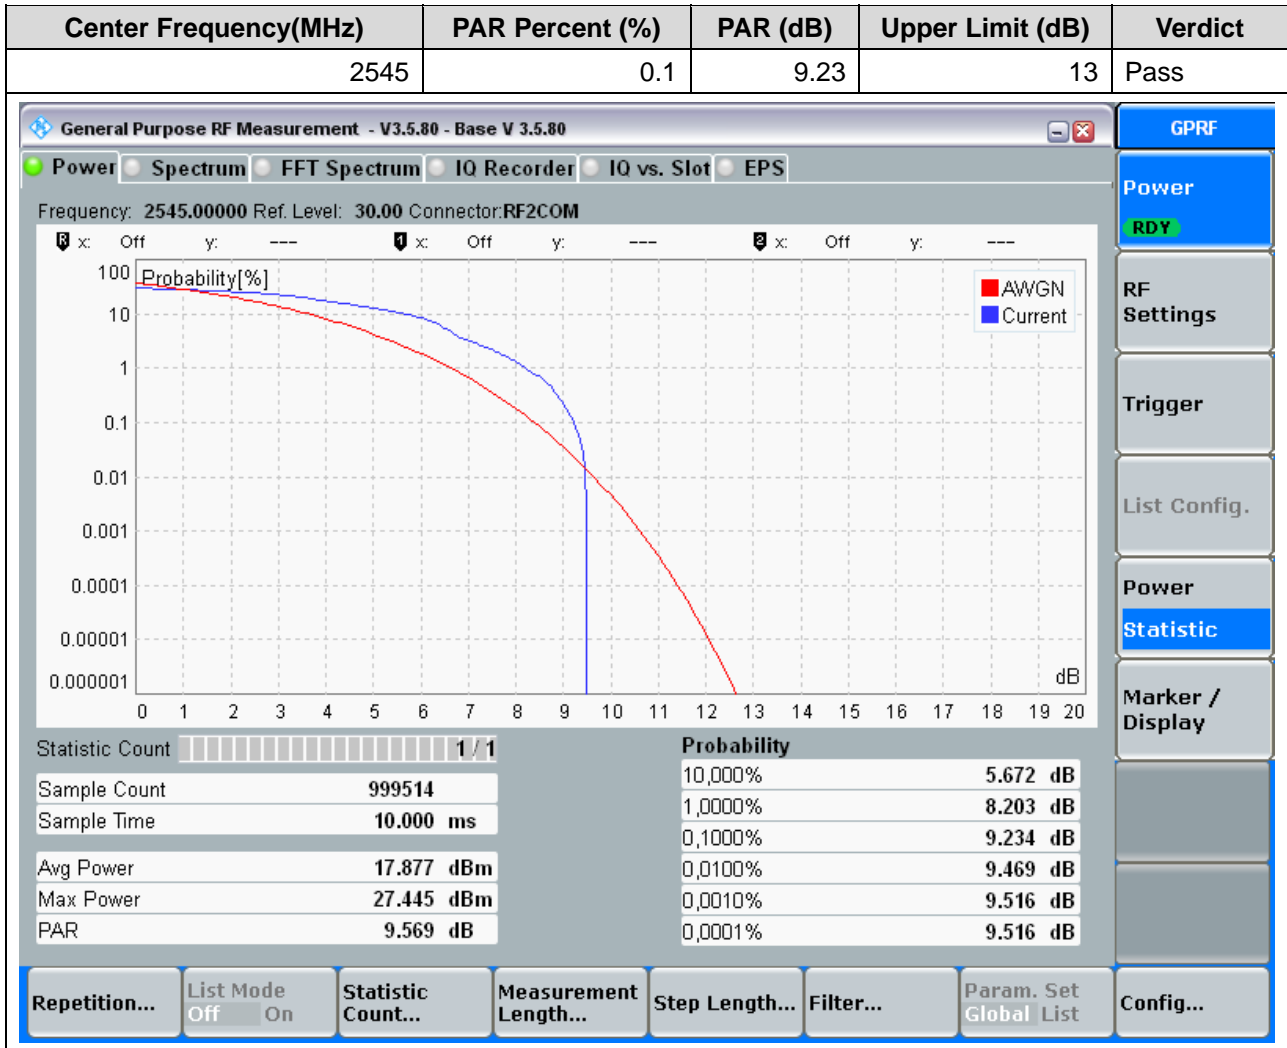 Center Frequency(MHz) PAR Percent (%) PAR (dB) Upper Limit (dB) Verdict
2545 0.1 9.23 13 Pass
General Purpose RF Measurement - V3.5.80 - Base V 3.5.80
GPRF
Power Spectrum FFT Spectrum IQ Recorder IQ vs. Slot EPS
Frequency: 2545.00000 Ref. Level: 30.00 Connector:RF2COM
R x: Off y: --- 1 x: Off y: --- 2 x: Off y: ---
Probability[%]
AWGN
Current
100
10
1
0.1
0.01
0.001
0.0001
0.00001
0.000001
dB
0 1 2 3 4 5 6 7 8 9 10 11 12 13 14 15 16 17 18 19 20
Statistic Count 1 / 1
Sample Count 999514
Sample Time 10.000 ms
Avg Power 17.877 dBm
Max Power 27.445 dBm
PAR 9.569 dB
Probability
10,000% 5.672 dB
1,0000% 8.203 dB
0,1000% 9.234 dB
0,0100% 9.469 dB
0,0010% 9.516 dB
0,0001% 9.516 dB
Power
RDY
RF
Settings
Trigger
List Config.
Power
Statistic
Marker /
Display
Repetition...
List Mode
Off On
Statistic
Count...
Measurement
Length...
Step Length...
Filter...
Param. Set
Global List
Config...